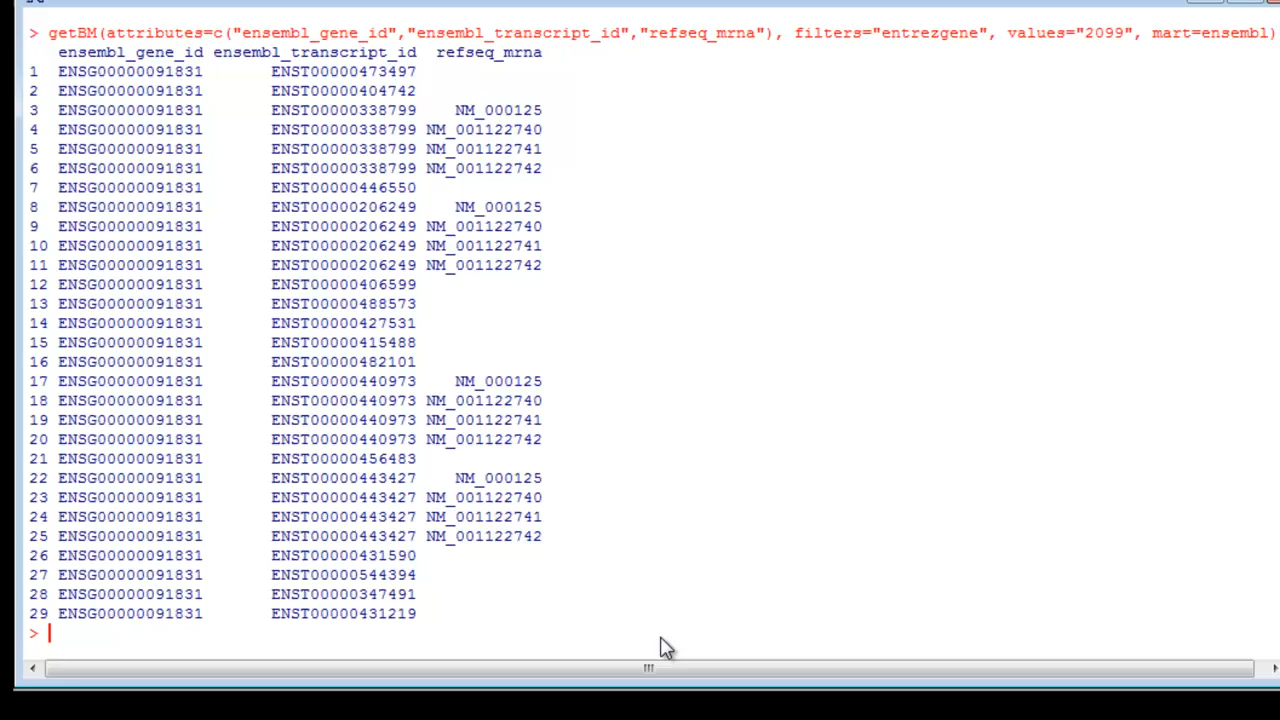 > getBM(attributes=c("ensembl_gene_id","ensembl_transcript_id","refseq_mrna"), filters="entrezgene", values="2099", mart=ensembl)
ensembl_gene_id ensembl_transcript_id refseq_mrna
1 ENSG00000091831 ENST00000473497
2 ENSG00000091831 ENST00000404742
3 ENSG00000091831 ENST00000338799 NM_000125
4 ENSG00000091831 ENST00000338799 NM_001122740
5 ENSG00000091831 ENST00000338799 NM_001122741
6 ENSG00000091831 ENST00000338799 NM_001122742
7 ENSG00000091831 ENST00000446550
8 ENSG00000091831 ENST00000206249 NM_000125
9 ENSG00000091831 ENST00000206249 NM_001122740
10 ENSG00000091831 ENST00000206249 NM_001122741
11 ENSG00000091831 ENST00000206249 NM_001122742
12 ENSG00000091831 ENST00000406599
13 ENSG00000091831 ENST00000488573
14 ENSG00000091831 ENST00000427531
15 ENSG00000091831 ENST00000415488
16 ENSG00000091831 ENST00000482101
17 ENSG00000091831 ENST00000440973 NM_000125
18 ENSG00000091831 ENST00000440973 NM_001122740
19 ENSG00000091831 ENST00000440973 NM_001122741
20 ENSG00000091831 ENST00000440973 NM_001122742
21 ENSG00000091831 ENST00000456483
22 ENSG00000091831 ENST00000443427 NM_000125
23 ENSG00000091831 ENST00000443427 NM_001122740
24 ENSG00000091831 ENST00000443427 NM_001122741
25 ENSG00000091831 ENST00000443427 NM_001122742
26 ENSG00000091831 ENST00000431590
27 ENSG00000091831 ENST00000544394
28 ENSG00000091831 ENST00000347491
29 ENSG00000091831 ENST00000431219
>